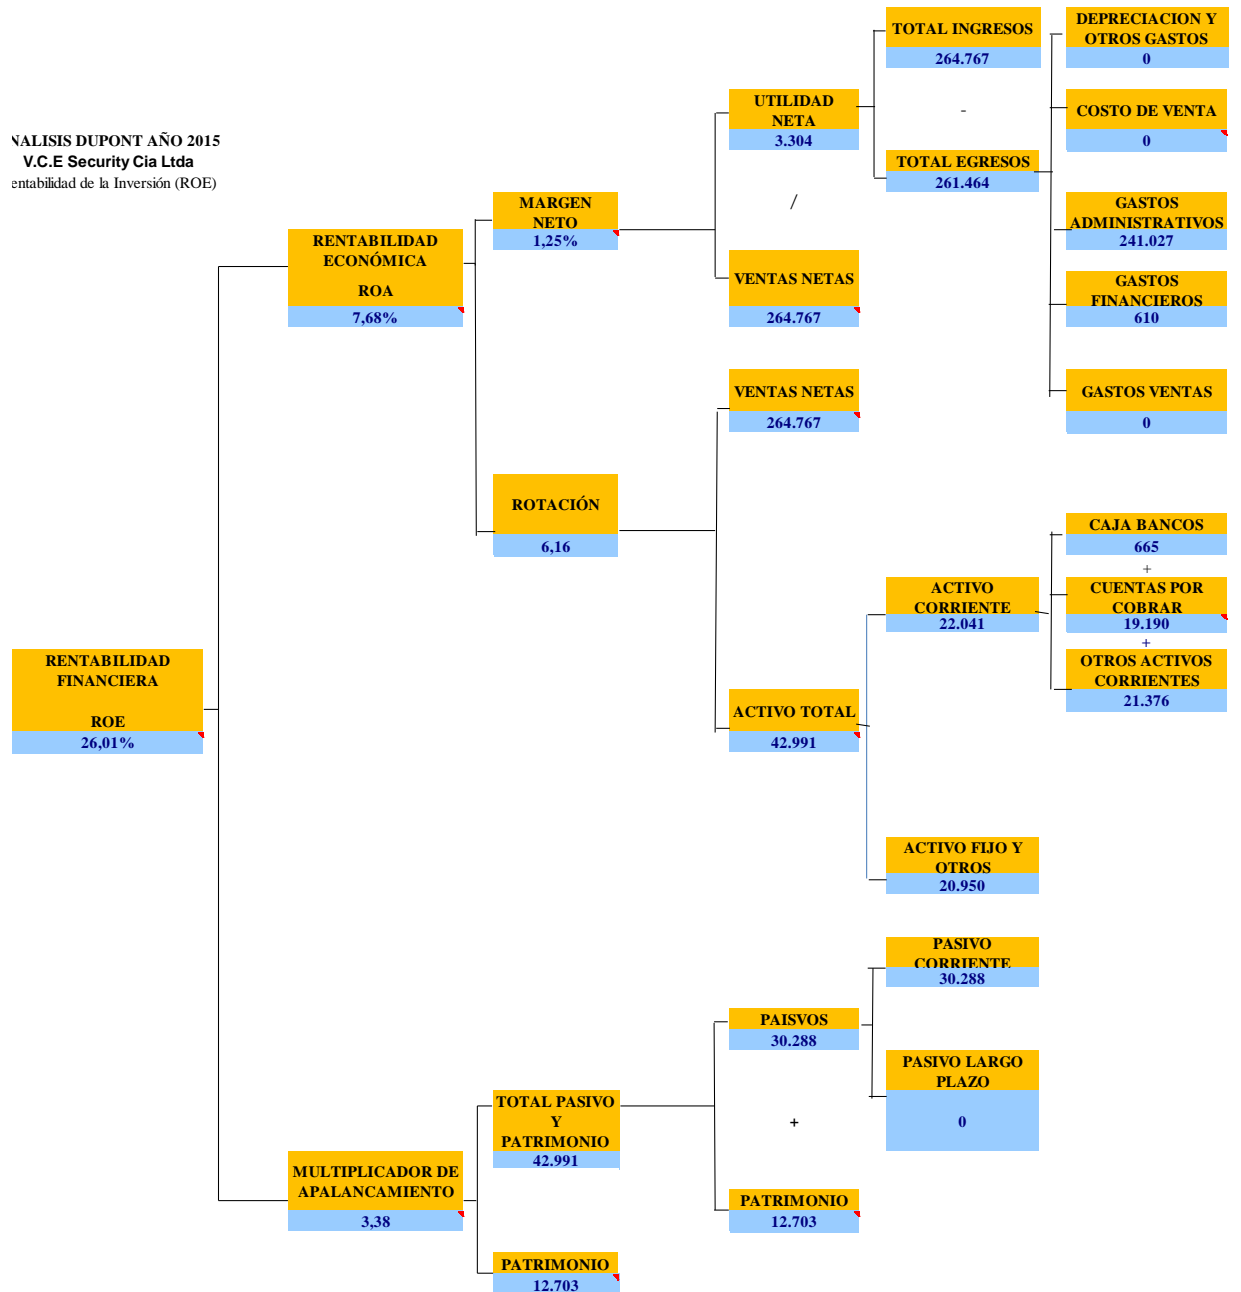 NALISIS DUPONT AÑO 2015
V.C.E Security Cia Ltda
entabilidad de la Inversión (ROE)
RENTABILIDAD
FINANCIERA
ROE
26,01%
RENTABILIDAD
ECONÓMICA
ROA
7,68%
MULTIPLICADOR DE
APALANCAMIENTO
3,38
MARGEN
NETO
1,25%
ROTACIÓN
6,16
TOTAL PASIVO
Y
PATRIMONIO
42.991
PATRIMONIO
12.703
UTILIDAD
NETA
3.304
/
VENTAS NETAS
264.767
VENTAS NETAS
264.767
ACTIVO TOTAL
42.991
PAISVOS
30.288
+
PATRIMONIO
12.703
TOTAL INGRESOS
264.767
-
TOTAL EGRESOS
261.464
ACTIVO
CORRIENTE
22.041
ACTIVO FIJO Y
OTROS
20.950
PASIVO
CORRIENTE
30.288
PASIVO LARGO
PLAZO
0
DEPRECIACION Y
OTROS GASTOS
0
COSTO DE VENTA
0
GASTOS
ADMINISTRATIVOS
241.027
GASTOS
FINANCIEROS
610
GASTOS VENTAS
0
CAJA BANCOS
665
+
CUENTAS POR
COBRAR
19.190
+
OTROS ACTIVOS
CORRIENTES
21.376